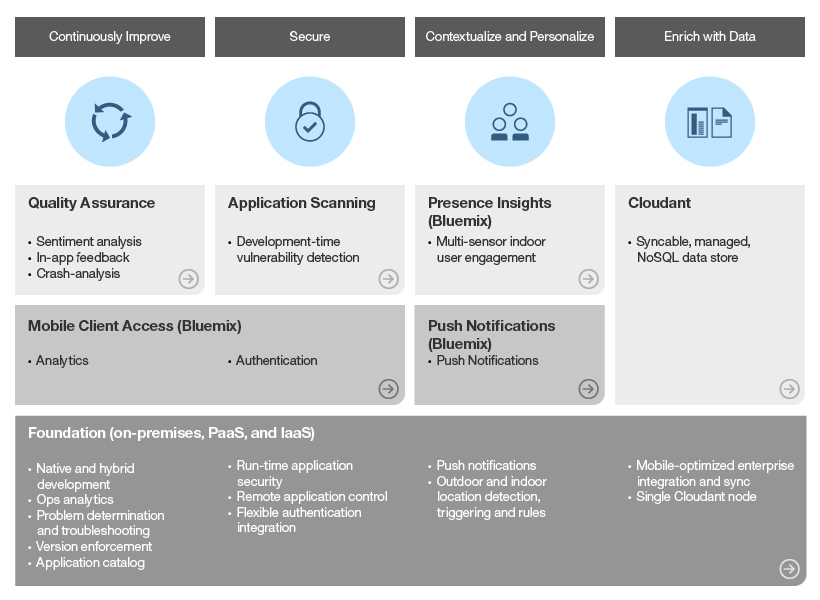 Continuously Improve
Secure
Contextualize and Personalize
Enrich with Data
Quality Assurance
• Sentiment analysis
• In-app feedback
• Crash-analysis
Application Scanning
• Development-time
vulnerability detection
Presence Insights
(Bluemix)
• Multi-sensor indoor
user engagement
Cloudant
• Syncable, managed,
NoSQL data store
Mobile Client Access (Bluemix)
• Analytics
• Authentication
Push Notifications
(Bluemix)
• Push Notifications
Foundation (on-premises, PaaS, and IaaS)
• Native and hybrid
development
• Ops analytics
• Problem determination
and troubleshooting
• Version enforcement
• Application catalog
• Run-time application
security
• Remote application control
• Flexible authentication
integration
• Push notifications
• Outdoor and indoor
location detection,
triggering and rules
• Mobile-optimized enterprise
integration and sync
• Single Cloudant node